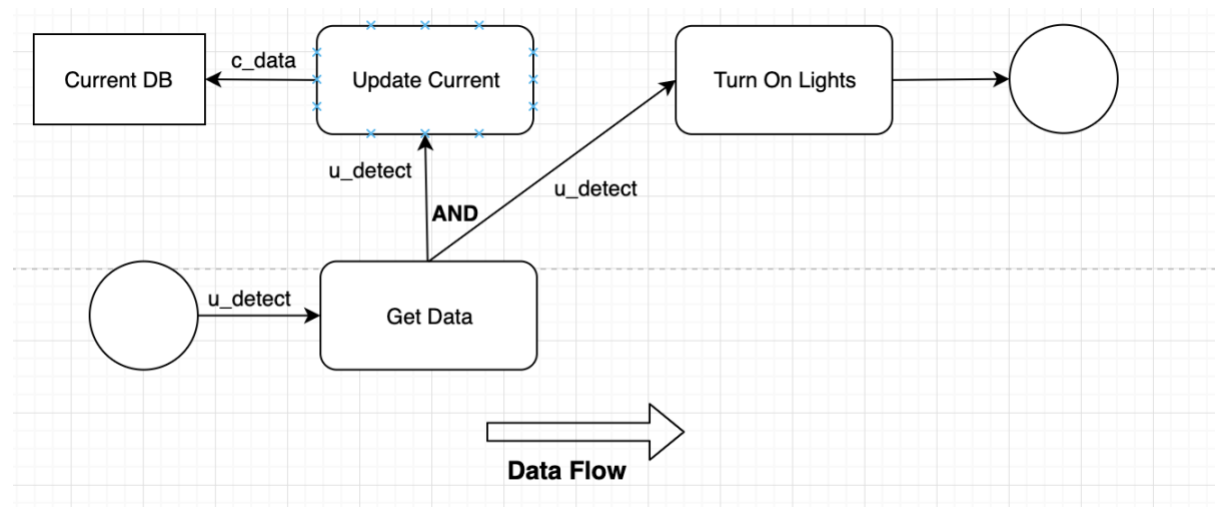 Current DB
c_data
Update Current
Turn On Lights
u_detect
u_detect
AND
u_detect
Get Data
Data Flow